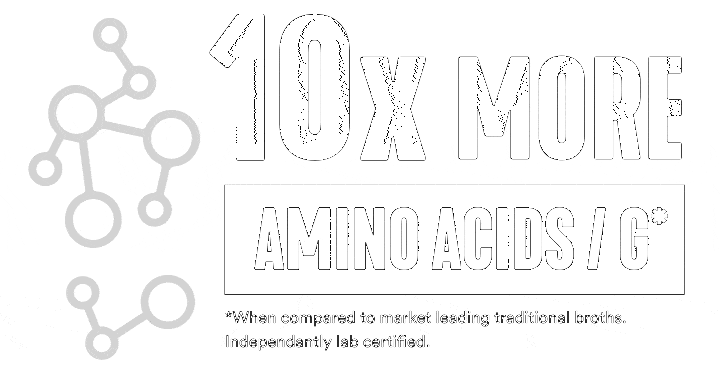 10x MORE
AMINO ACIDS / G*
*When compared to market leading traditional broths.
Independantly lab certified.